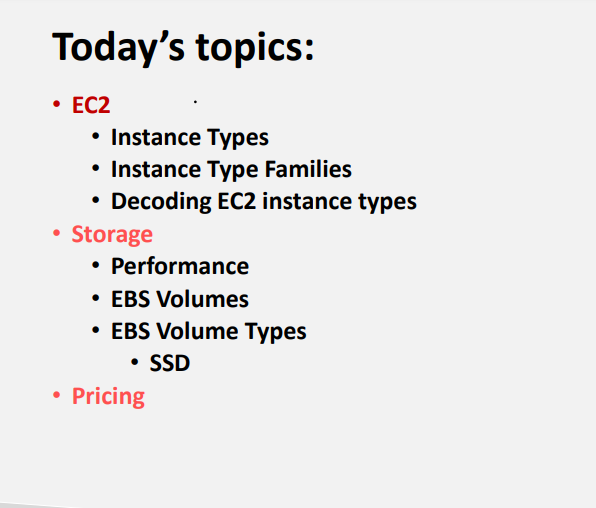 Today’s topics:
• EC2
• Instance Types
• Instance Type Families
• Decoding EC2 instance types
• Storage
• Performance
• EBS Volumes
• EBS Volume Types
• SSD
• Pricing